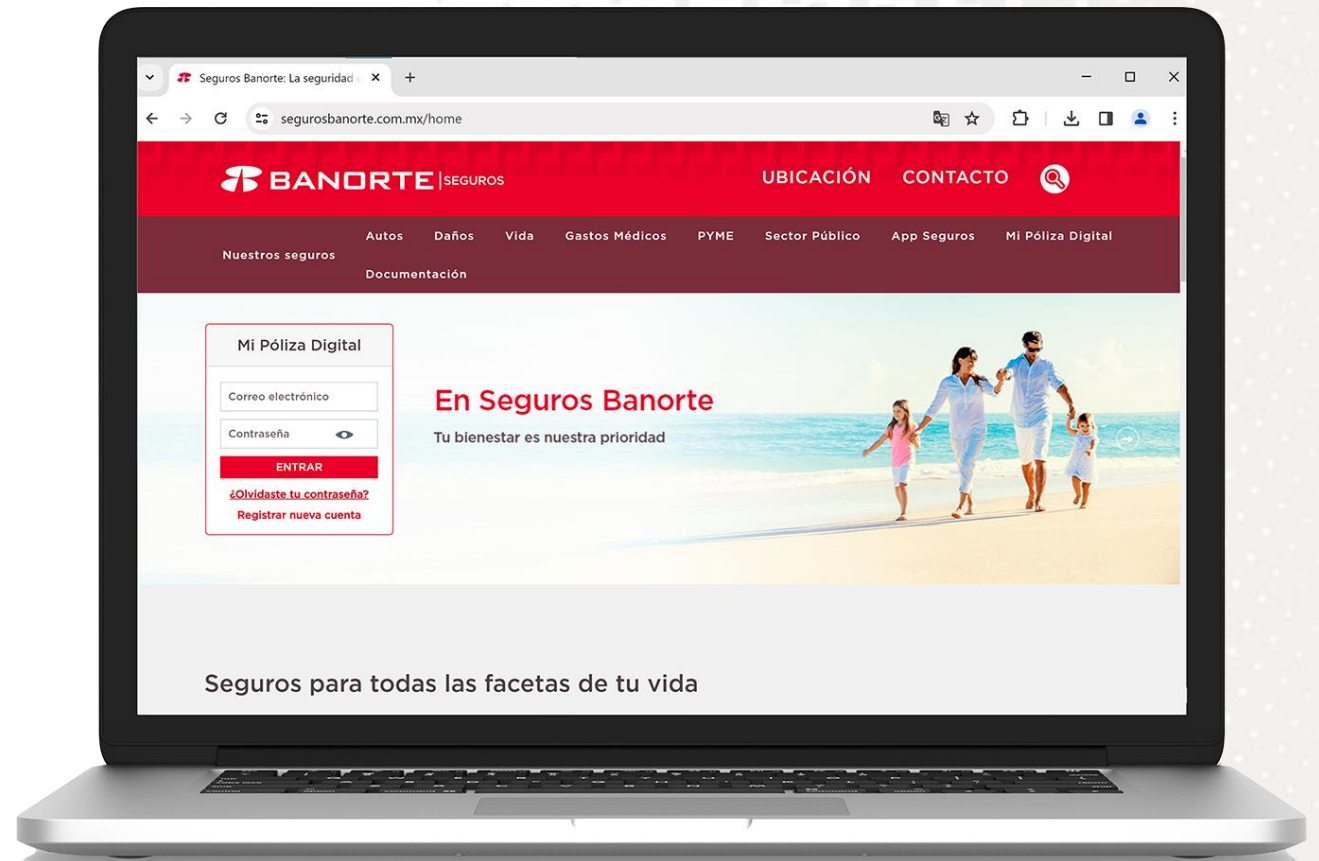 Seguros Banorte: La seguridad
segurosbanorte.com.mx/home
BANORTE | SEGUROS
UBICACIÓN CONTACTO
Nuestros seguros
Autos Daños Vida Gastos Médicos PYME Sector Público App Seguros Mi Póliza Digital
Documentación
Mi Póliza Digital
Correo electrónico
Contraseña
ENTRAR
¿Olvidaste tu contraseña?
Registrar nueva cuenta
En Seguros Banorte
Tu bienestar es nuestra prioridad
Seguros para todas las facetas de tu vida